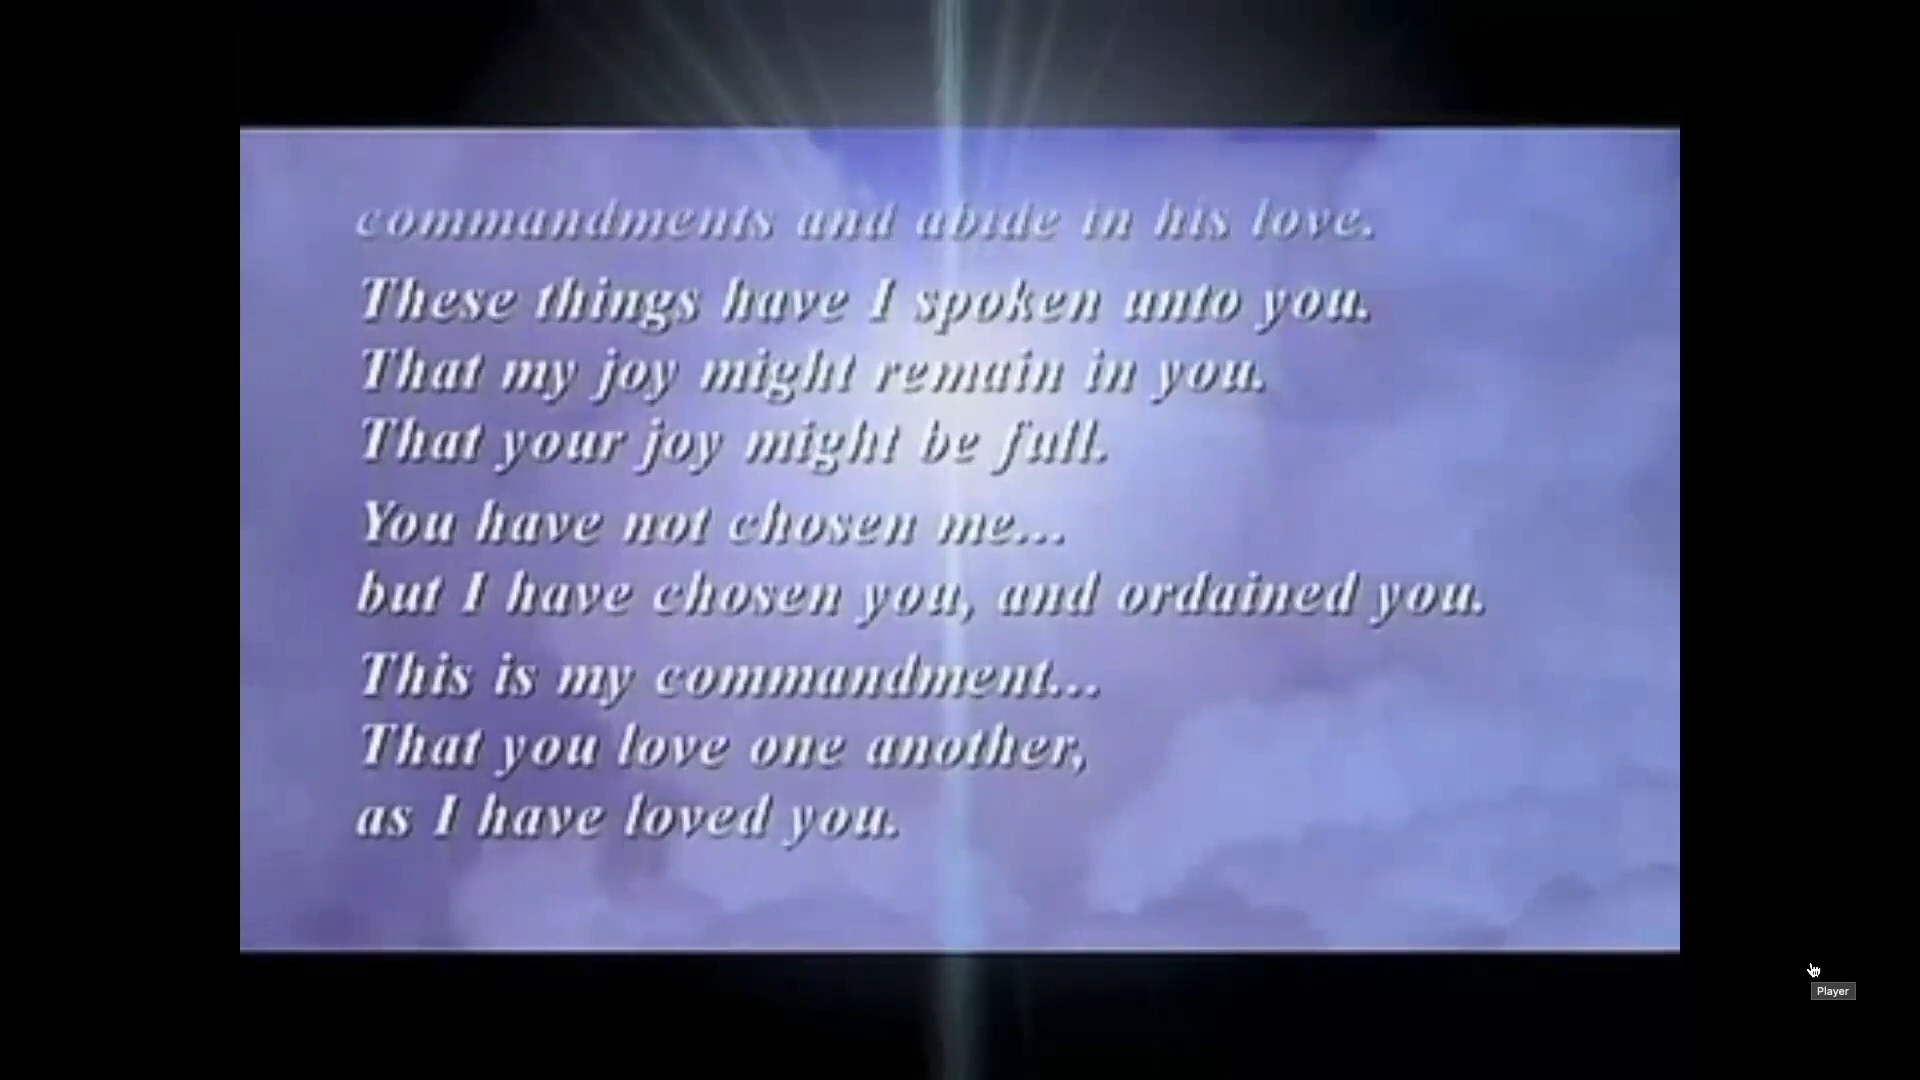 commandments and abide in his love.
These things have I spoken unto you.
That my joy might remain in you.
That your joy might be full.
You have not chosen me...
but I have chosen you, and ordained you.
This is my commandment...
That you love one another,
as I have loved you.
Player